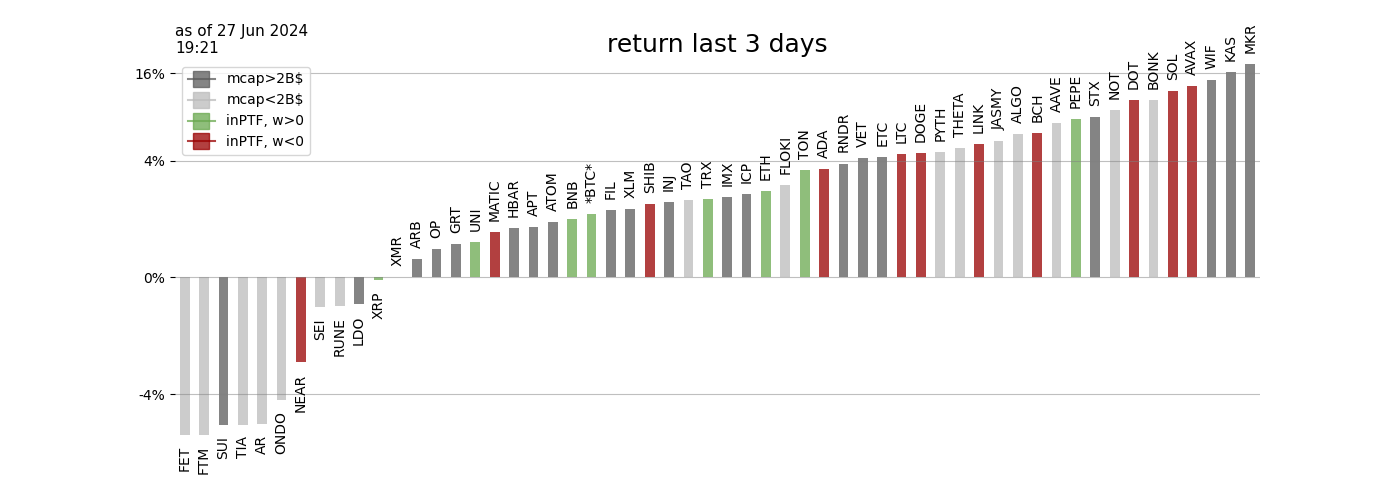 as of 27 Jun 2024
19:21
return last 3 days
mcap>2B$
mcap<2B$
inPTF, w>0
inPTF, w<0
16%
4%
0%
-4%
FET
FTM
SUI
TIA
AR
ONDO
NEAR
SEI
RUNE
LDO
XRP
XMR
ARB
OP
GRT
UNI
MATIC
HBAR
APT
ATOM
BNB
*BTC*
FIL
XLM
SHIB
INJ
TAO
TRX
IMX
ICP
ETH
FLOKI
TON
ADA
RNDR
VET
ETC
LTC
DOGE
PYTH
THETA
LINK
JASMY
ALGO
BCH
AAVE
PEPE
STX
NOT
DOT
BONK
SOL
AVAX
WIF
KAS
MKR